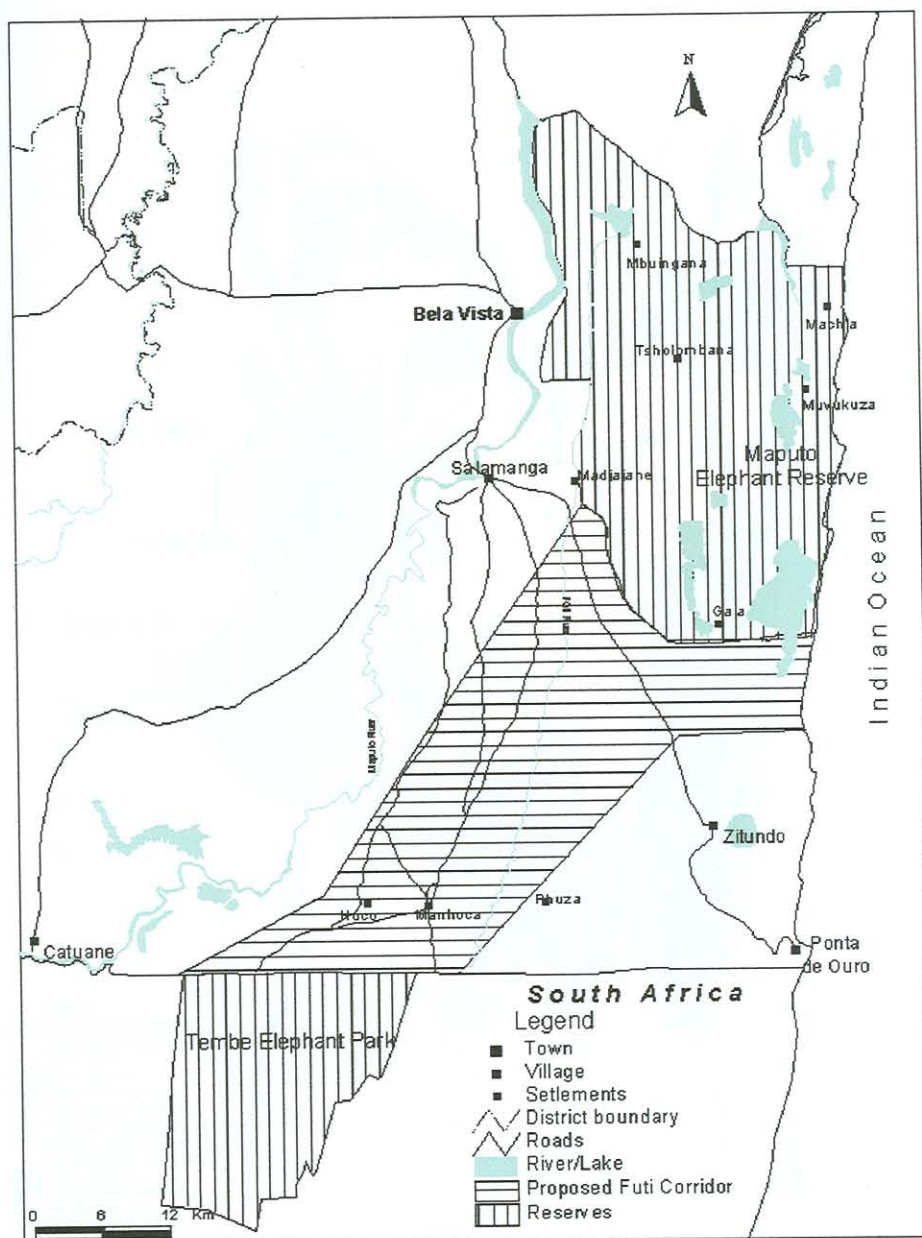 N
Mbuingana
Bela Vista
Machia
Tsholombana
Muvukuza
Maputo
Elephant Reserve
Salamanga
Madjajane
Indian Ocean
Gala
Maputo River
Zitundo
Phuza
Manhoca
Catuane
Ponta
de Ouro
South Africa
Tembe Elephant Park
Legend
Town
Village
Setlements
District boundary
Roads
River/Lake
Proposed Futi Corridor
Reserves
0 6 12 Km